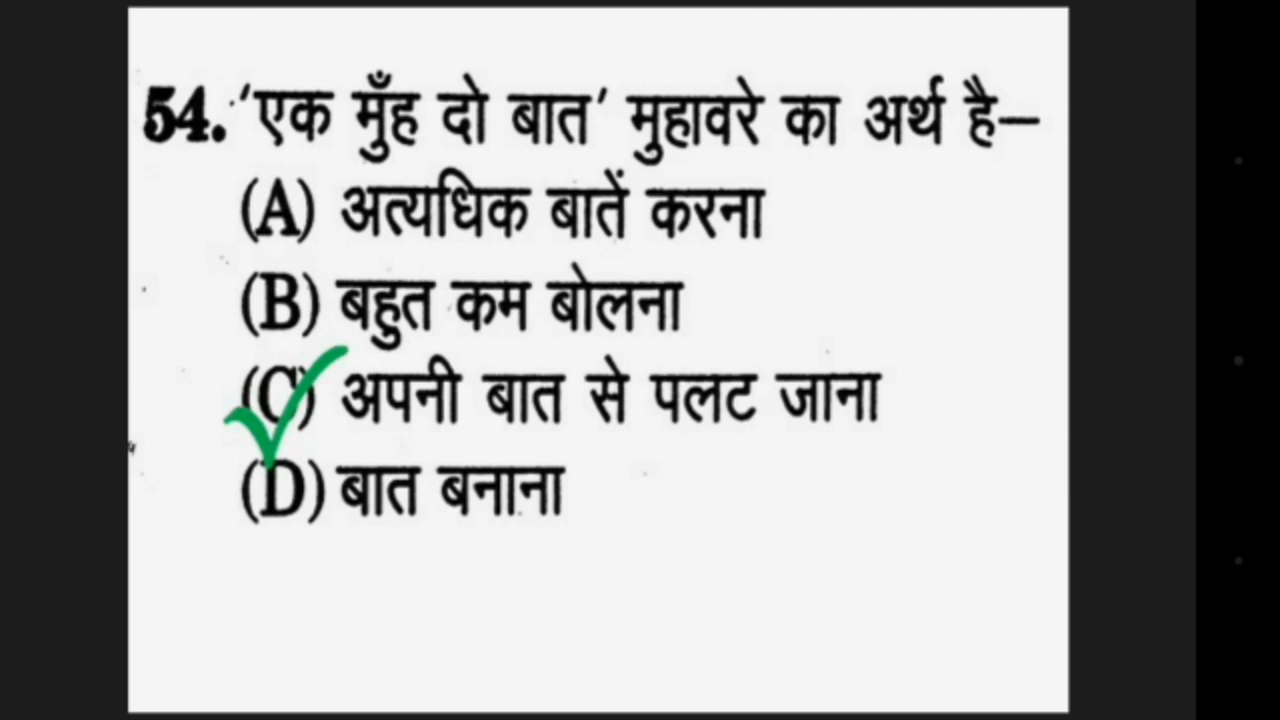 54. 'एक मुँह दो बात' मुहावरे का अर्थ है–
(A) अत्यधिक बातें करना
(B) बहुत कम बोलना
(C) अपनी बात से पलट जाना
(D) बात बनाना